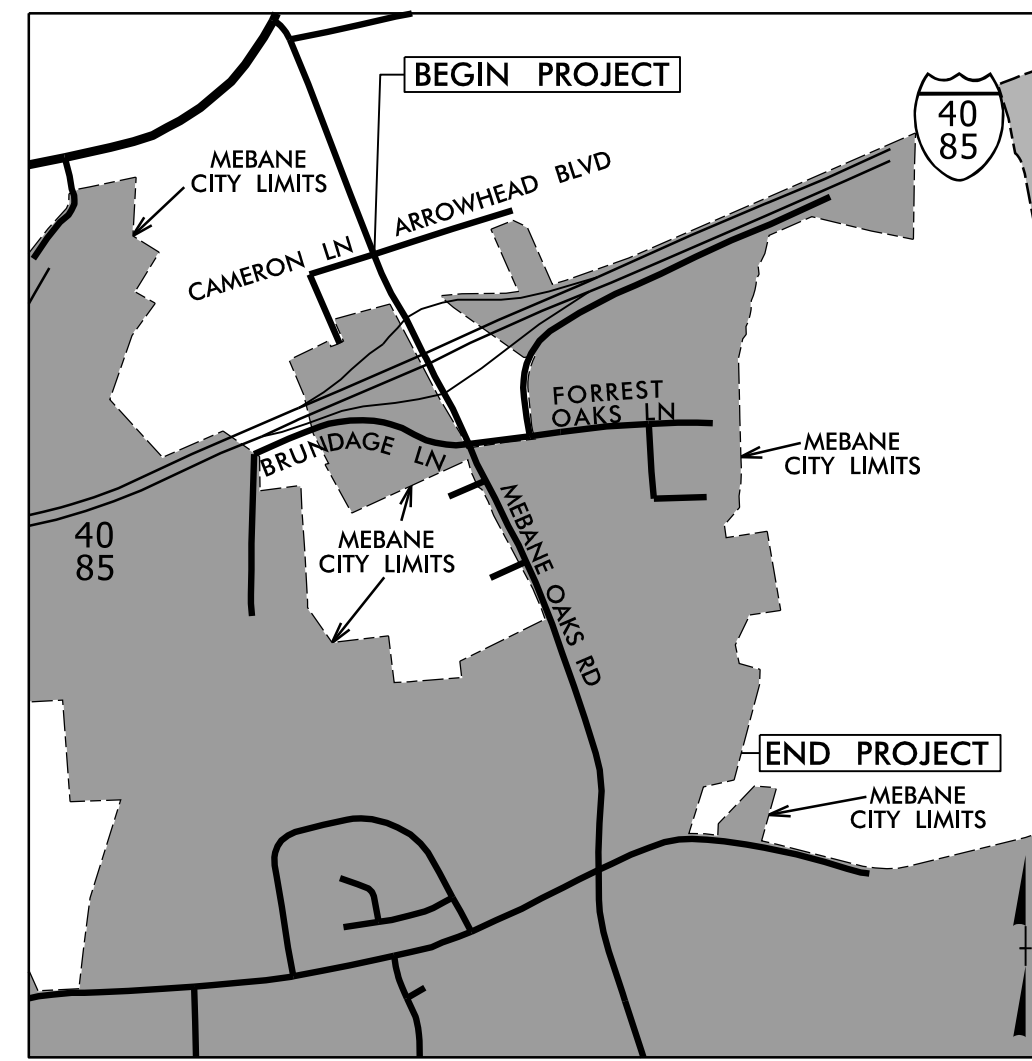 BEGIN PROJECT
40
85
MEBANE
CITY LIMITS
ARROWHEAD BLVD
CAMERON LN
FORREST
OAKS LN
BRUNDAGE LN
MEBANE
CITY LIMITS
MEBANE OAKS RD
40
85
MEBANE
CITY LIMITS
END PROJECT
MEBANE
CITY LIMITS